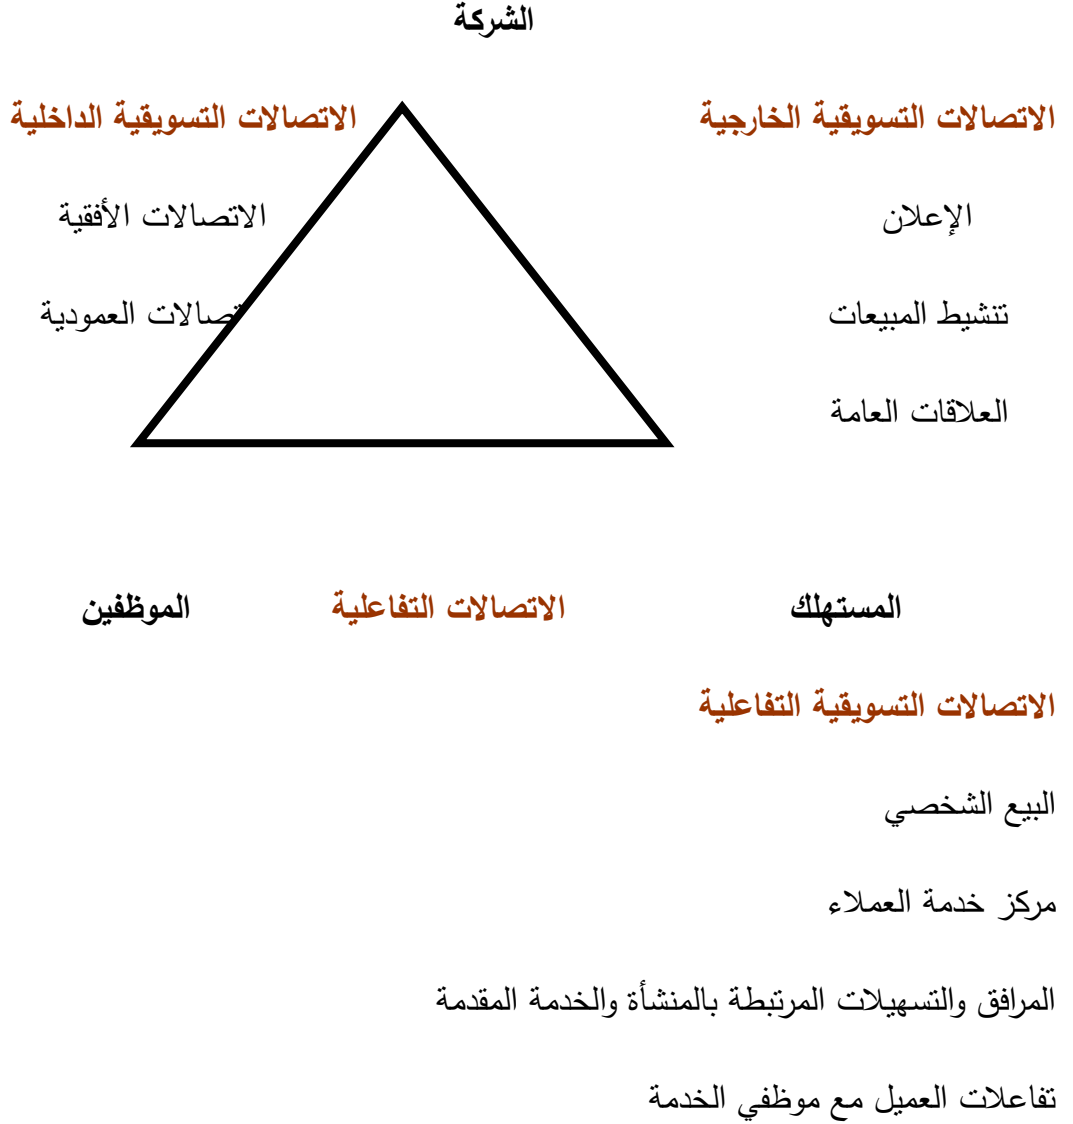 الشركة
الاتصالات التسويقية الخارجية الاتصالات التسويقية الداخلية
الإعلان الاتصالات الأفقية
تنشيط المبيعات العمودية
العلاقات العامة
المستهلك الاتصالات التفاعلية الموظفين
الاتصالات التسويقية التفاعلية
البيع الشخصي
مركز خدمة العملاء
المرافق والتسهيلات المرتبطة بالمنشأة والخدمة المقدمة
تفاعلات العميل مع موظفي الخدمة